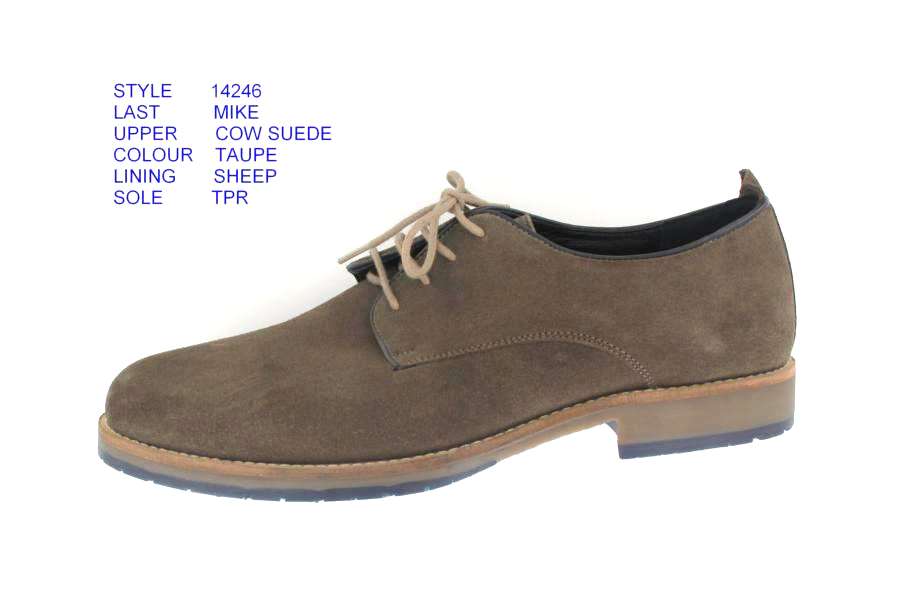 STYLE 14246
LAST MIKE
UPPER COW SUEDE
COLOUR TAUPE
LINING SHEEP
SOLE TPR